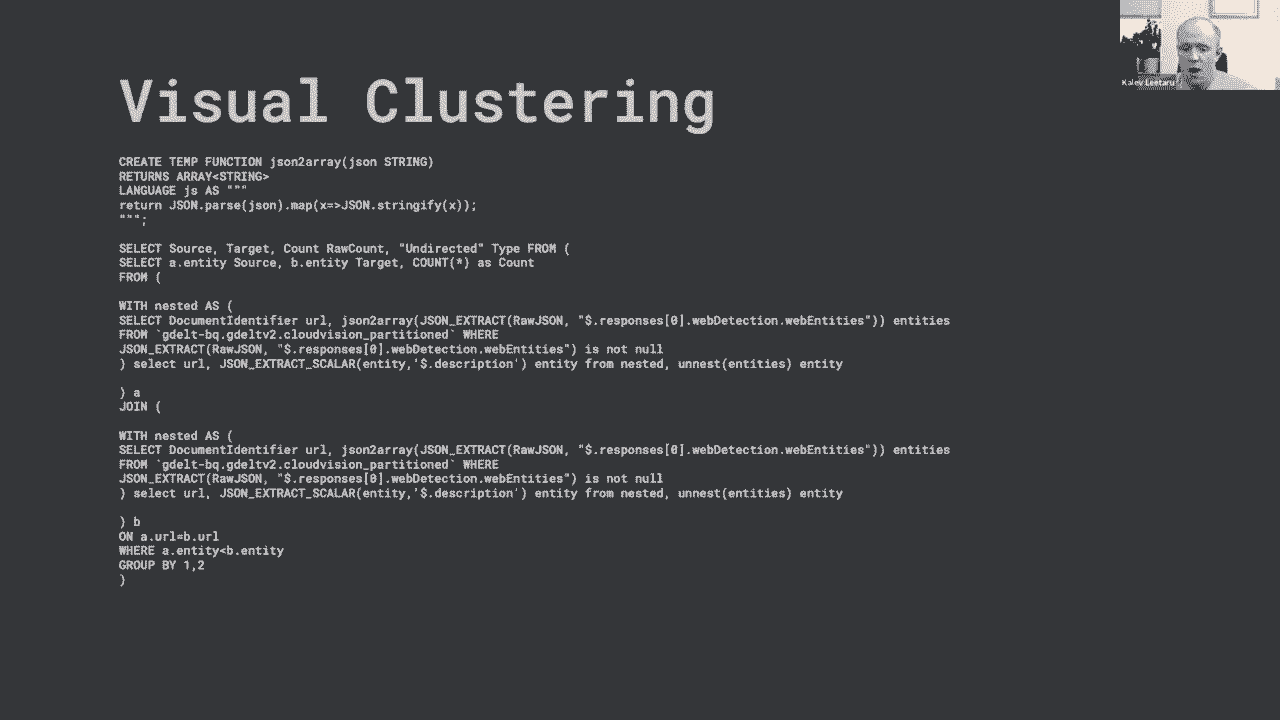 Visual Clustering
CREATE TEMP FUNCTION json2array(json STRING)
RETURNS ARRAY<STRING>
LANGUAGE js AS """
return JSON.parse(json).map(x=>JSON.stringify(x));
""";
SELECT Source, Target, Count RawCount, "Undirected" Type FROM (
SELECT a.entity Source, b.entity Target, COUNT(*) as Count
FROM (
WITH nested AS (
SELECT DocumentIdentifier url, json2array(JSON_EXTRACT(RawJSON, "$.responses[0].webDetection.webEntities")) entities
FROM `gdelt-bq.gdeltv2.cloudvision_partitioned` WHERE
JSON_EXTRACT(RawJSON, "$.responses[0].webDetection.webEntities") is not null
) select url, JSON_EXTRACT_SCALAR(entity,'$.description') entity from nested, unnest(entities) entity
) a
JOIN (
WITH nested AS (
SELECT DocumentIdentifier url, json2array(JSON_EXTRACT(RawJSON, "$.responses[0].webDetection.webEntities")) entities
FROM `gdelt-bq.gdeltv2.cloudvision_partitioned` WHERE
JSON_EXTRACT(RawJSON, "$.responses[0].webDetection.webEntities") is not null
) select url, JSON_EXTRACT_SCALAR(entity,'$.description') entity from nested, unnest(entities) entity
) b
ON a.url=b.url
WHERE a.entity<b.entity
GROUP BY 1,2
)
Kalev Leetaru